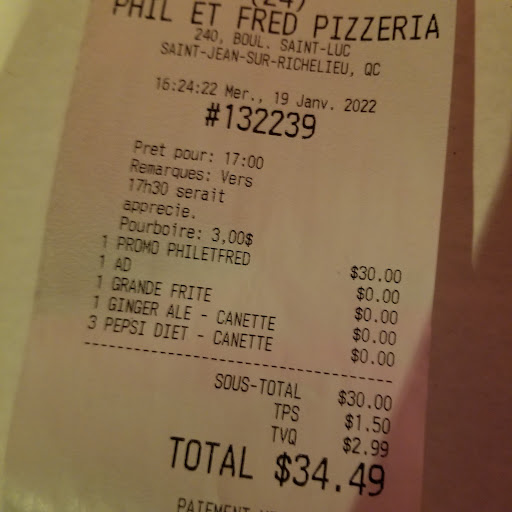 (24)
PHIL ET FRED PIZZERIA
240, BOUL. SAINT-LUC
SAINT-JEAN-SUR-RICHELIEU, QC
16:24:22 Mer., 19 Janv. 2022
#132239
Pret pour: 17:00
Remarques: Vers
17h30 serait
apprecie.
Pourboire: 3,00$
1 PROMO PHILETFRED $30.00
1 AD $0.00
1 GRANDE FRITE $0.00
1 GINGER ALE - CANETTE $0.00
3 PEPSI DIET - CANETTE $0.00
SOUS-TOTAL $30.00
TPS $1.50
TVQ $2.99
TOTAL $34.49
PAIEMENT